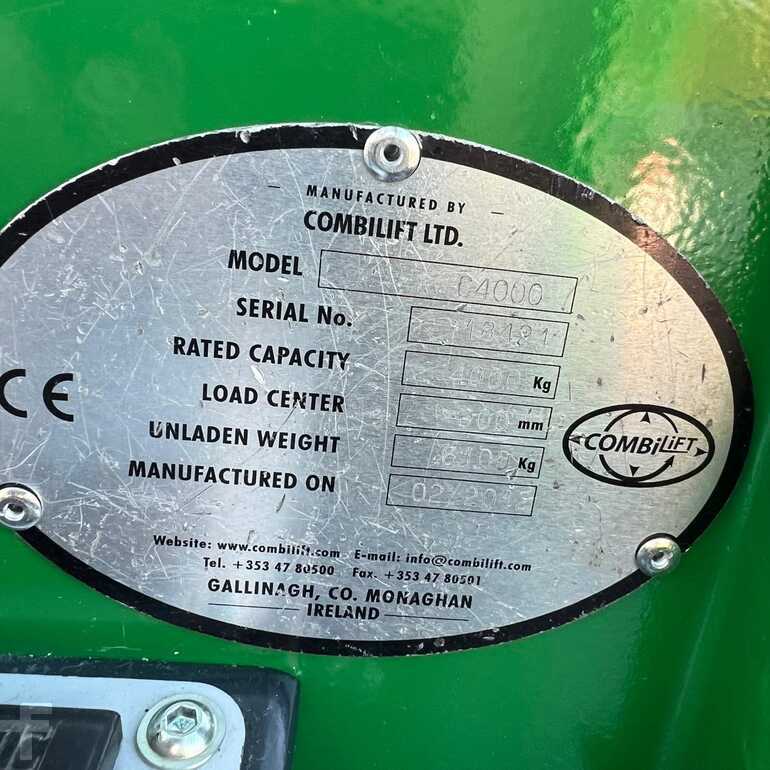 MANUFACTURED BY
COMBILIFT LTD.
MODEL C4000
SERIAL No. 18191
RATED CAPACITY Kg
LOAD CENTER mm
UNLADEN WEIGHT Kg
MANUFACTURED ON
CE
COMBiLiFT
Website: www.combilift.com E-mail: info@combilift.com
Tel. +353 47 80500 Fax. +353 47 80501
GALLINAGH, CO. MONAGHAN
IRELAND